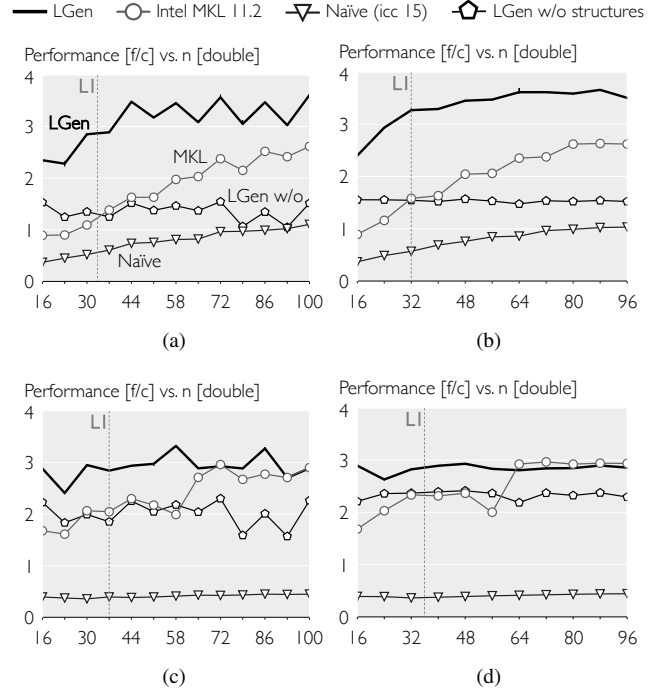 LGen Intel MKL 11.2 Naïve (icc 15) LGen w/o structures
Performance [f/c] vs. n [double]
4
3
2
1
0
L1
LGen
MKL
LGen w/o
Naïve
16 30 44 58 72 86 100
(a)
Performance [f/c] vs. n [double]
4
3
2
1
0
L1
16 32 48 64 80 96
(b)
Performance [f/c] vs. n [double]
4
3
2
1
0
L1
16 30 44 58 72 86 100
(c)
Performance [f/c] vs. n [double]
4
3
2
1
0
L1
16 32 48 64 80 96
(d)